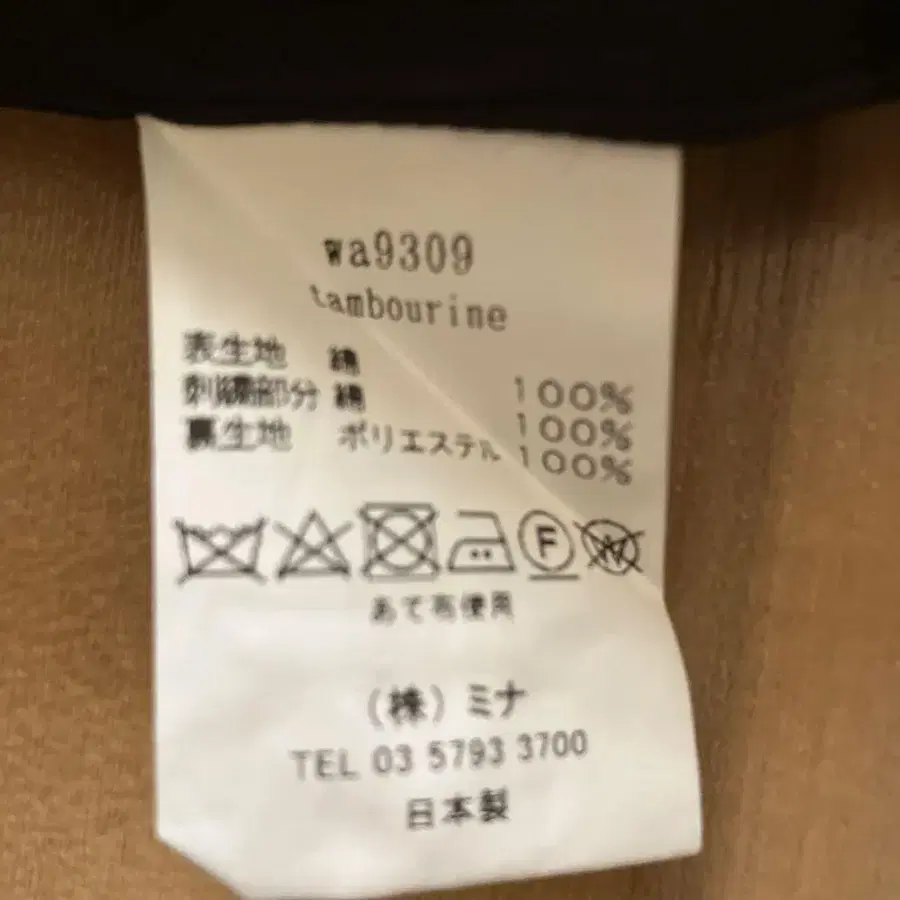 wa9309
tambourine
表生地 綿 100%
刺繍部分 綿 100%
裏生地 ポリエステル 100%
F
W
あて布使用
(株)ミナ
TEL 03 5793 3700
日本製